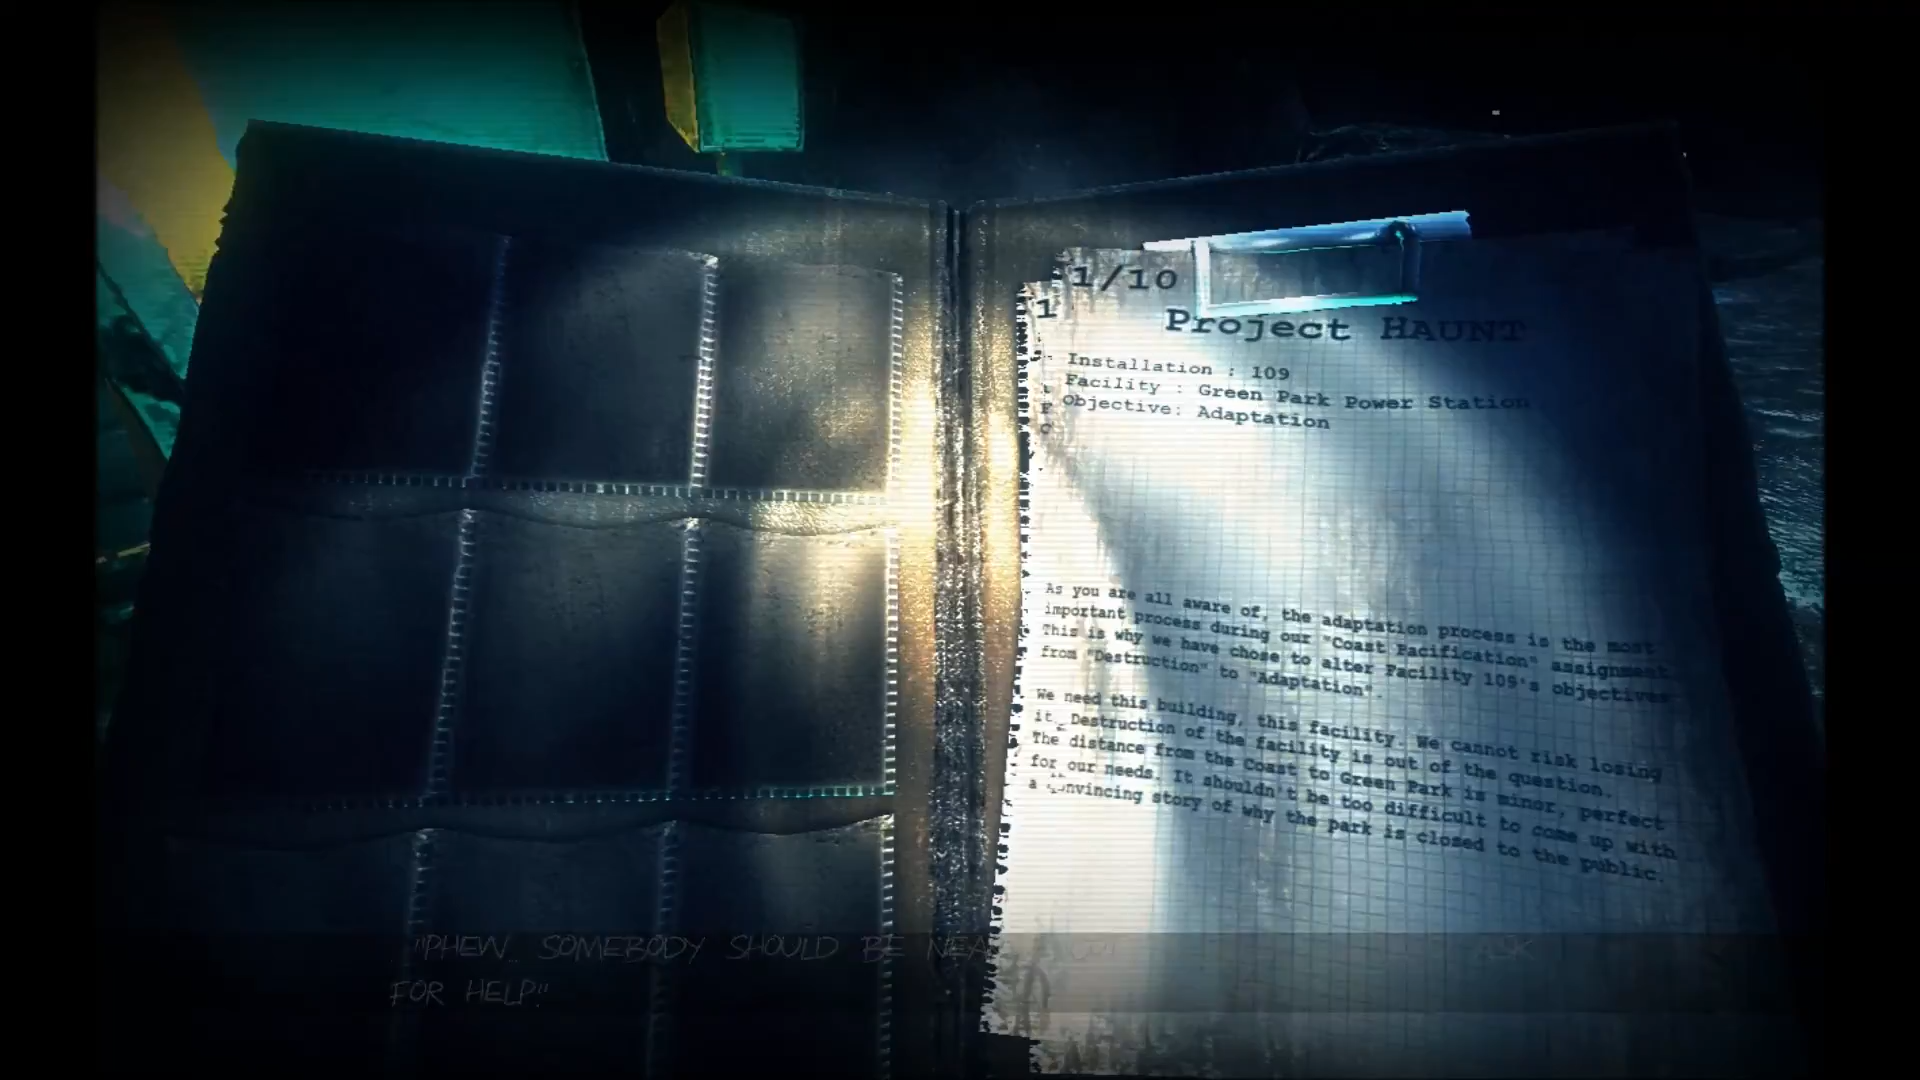 1/10
1
Project HAUNT
Installation : 109
Facility : Green Park Power Station
Objective: Adaptation
As you are all aware of, the adaptation process is the most
important process during our "Coast Pacification" assignment.
This is why we have chose to alter Facility 109's objectives
from "Destruction" to "Adaptation".
We need this building, this facility. We cannot risk losing
it. Destruction of the facility is out of the question.
The distance from the Coast to Green Park is minor, perfect
for our needs. It shouldn't be too difficult to come up with
a convincing story of why the park is closed to the public.
"PHEW.. SOMEBODY SHOULD BE
FOR HELP!"